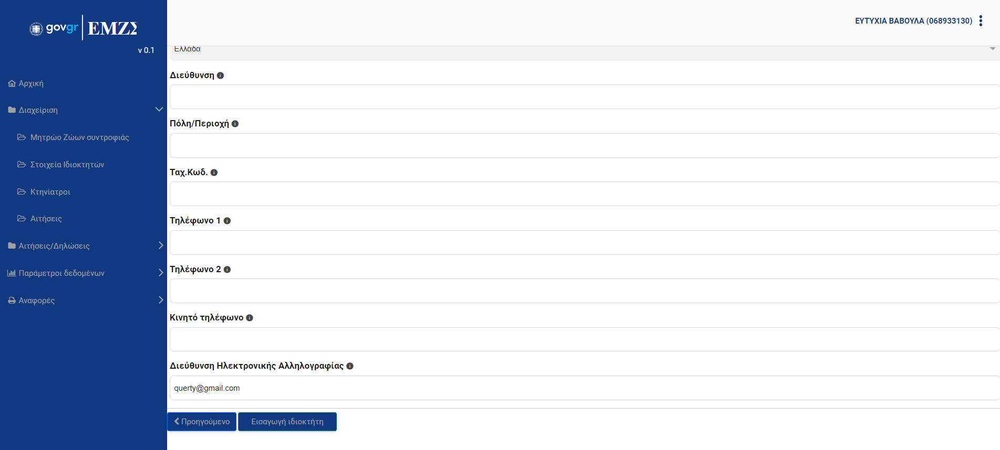 govgr ΕΜΖΣ
v 0.1
ΕΥΤΥΧΙΑ ΒΑΒΟΥΛΑ (068933130)
Αρχική
Διαχείριση
Μητρώο Ζώων συντροφιάς
Στοιχεία Ιδιοκτητών
Κτηνίατροι
Αιτήσεις
Αιτήσεις/Δηλώσεις
Παράμετροι δεδομένων
Αναφορές
Ελλάδα
Διεύθυνση
Πόλη/Περιοχή
Ταχ.Κωδ.
Τηλέφωνο 1
Τηλέφωνο 2
Κινητό τηλέφωνο
Διεύθυνση Ηλεκτρονικής Αλληλογραφίας
querty@gmail.com
Προηγούμενο
Εισαγωγή ιδιοκτήτη